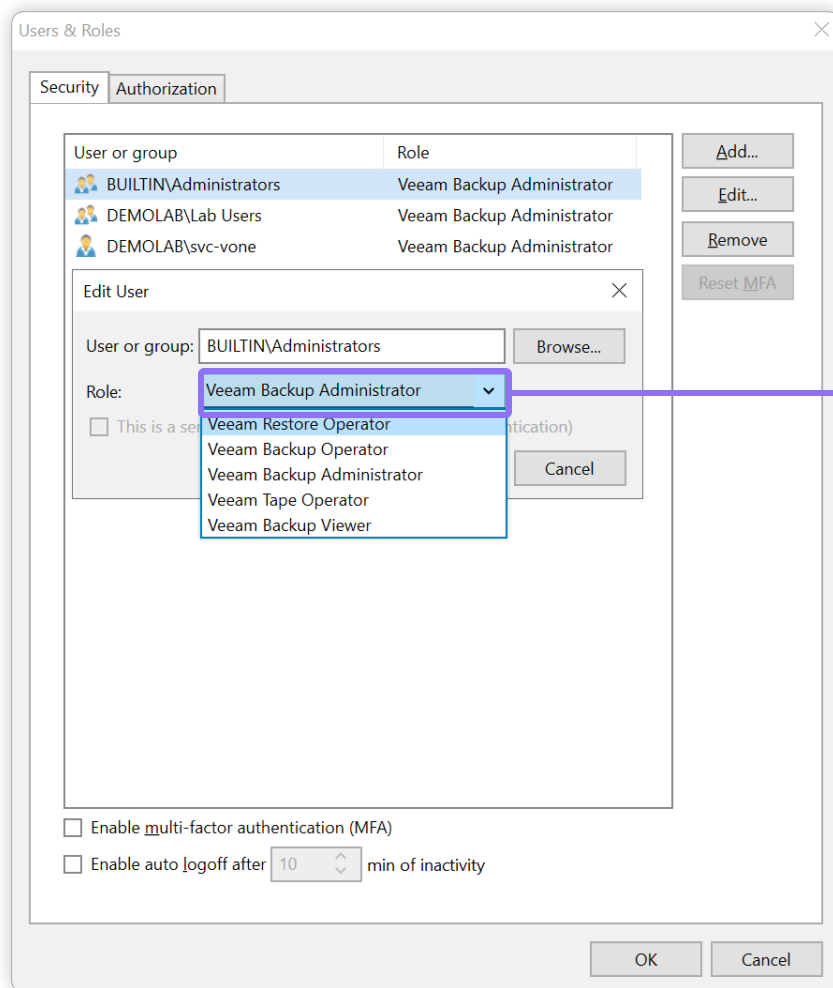 Users & Roles
Security Authorization
User or group Role
BUILTIN\Administrators Veeam Backup Administrator
DEMOLAB\Lab Users Veeam Backup Administrator
DEMOLAB\svc-vone Veeam Backup Administrator
Add...
Edit...
Remove
Reset MFA
Edit User
User or group: BUILTIN\Administrators Browse...
Role: Veeam Backup Administrator
This is a
Veeam Restore Operator
Veeam Backup Operator
Veeam Backup Administrator
Veeam Tape Operator
Veeam Backup Viewer
Cancel
Enable multi-factor authentication (MFA)
Enable auto logoff after 10 min of inactivity
OK Cancel